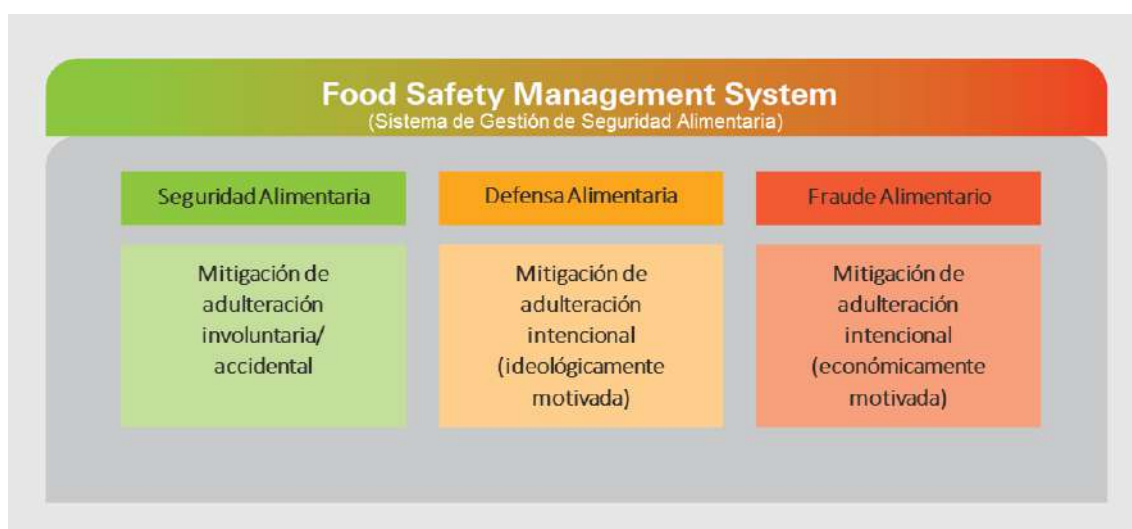 Food Safety Management System
(Sistema de Gestión de Seguridad Alimentaria)
Seguridad Alimentaria
Defensa Alimentaria
Fraude Alimentario
Mitigación de
adulteración
involuntaria/
accidental
Mitigación de
adulteración
intencional
(ideológicamente
motivada)
Mitigación de
adulteración
intencional
(económicamente
motivada)